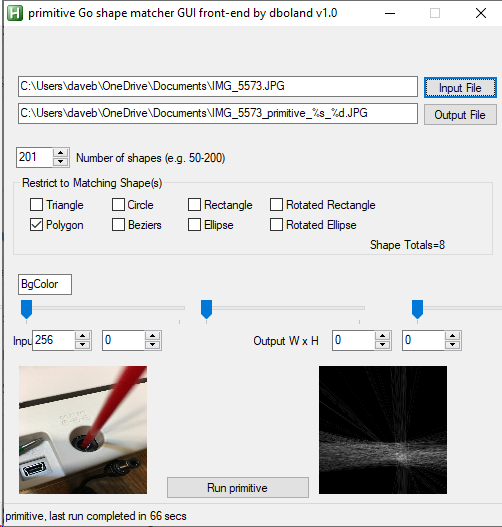 primitive Go shape matcher GUI front-end by dboland v1.0
C:\Users\daveb\OneDrive\Documents\IMG_5573.JPG
Input File
C:\Users\daveb\OneDrive\Documents\IMG_5573_primitive_%s_%d.JPG
Output File
201 Number of shapes (e.g. 50-200)
Restrict to Matching Shape(s)
Triangle Circle Rectangle Rotated Rectangle
Polygon Beziers Ellipse Rotated Ellipse
Shape Totals=8
BgColor
Inpu 256 0 Output W x H 0 0
Run primitive
primitive, last run completed in 66 secs